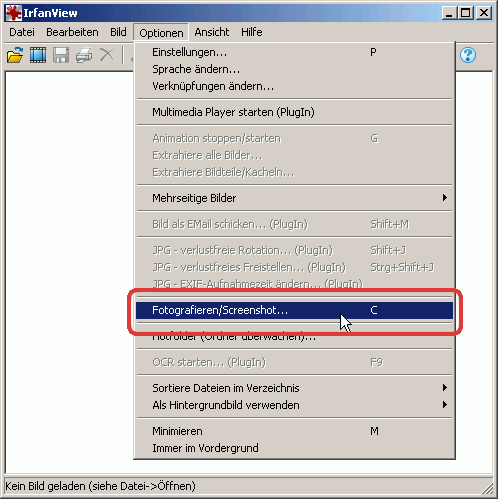 IrfanView
Datei Bearbeiten Bild Optionen Ansicht Hilfe
Einstellungen... P
Sprache ändern...
Verknüpfungen ändern...
Multimedia Player starten (PlugIn)
Animation stoppen/starten G
Extrahiere alle Bilder...
Extrahiere Bildteile/Kacheln...
Mehrseitige Bilder
Bild als EMail schicken... (PlugIn) Shift+M
JPG - verlustfreie Rotation... (PlugIn) Shift+J
JPG - verlustfreies Freistellen... (PlugIn) Strg+Shift+J
JPG - EXIF-Aufnahmezeit ändern... (PlugIn)
Fotografieren/Screenshot... C
Hotfolder (Ordner überwachen)...
OCR starten... (PlugIn) F9
Sortiere Dateien im Verzeichnis
Als Hintergrundbild verwenden
Minimieren M
Immer im Vordergrund
Kein Bild geladen (siehe Datei->Öffnen)